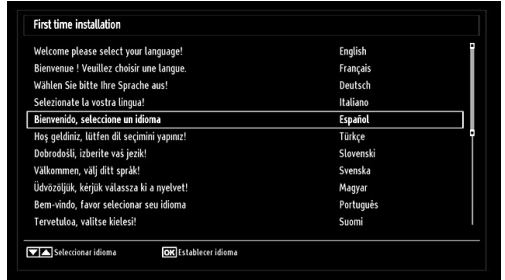 First time installation
Welcome please select your language! English
Bienvenue ! Veuillez choisir une langue. Français
Wählen Sie bitte Ihre Sprache aus! Deutsch
Selezionate la vostra lingua! Italiano
Bienvenido, seleccione un idioma Español
Hoş geldiniz, lütfen dil seçimini yapınız! Türkçe
Dobrodošli, izberite vaš jezik! Slovenski
Välkommen, välj ditt språk! Svenska
Üdvözöljük, kérjük válassza ki a nyelvet! Magyar
Bem-vindo, favor selecionar seu idioma Português
Tervetuloa, valitse kielesi! Suomi
Seleccionar idioma OK Establecer idioma